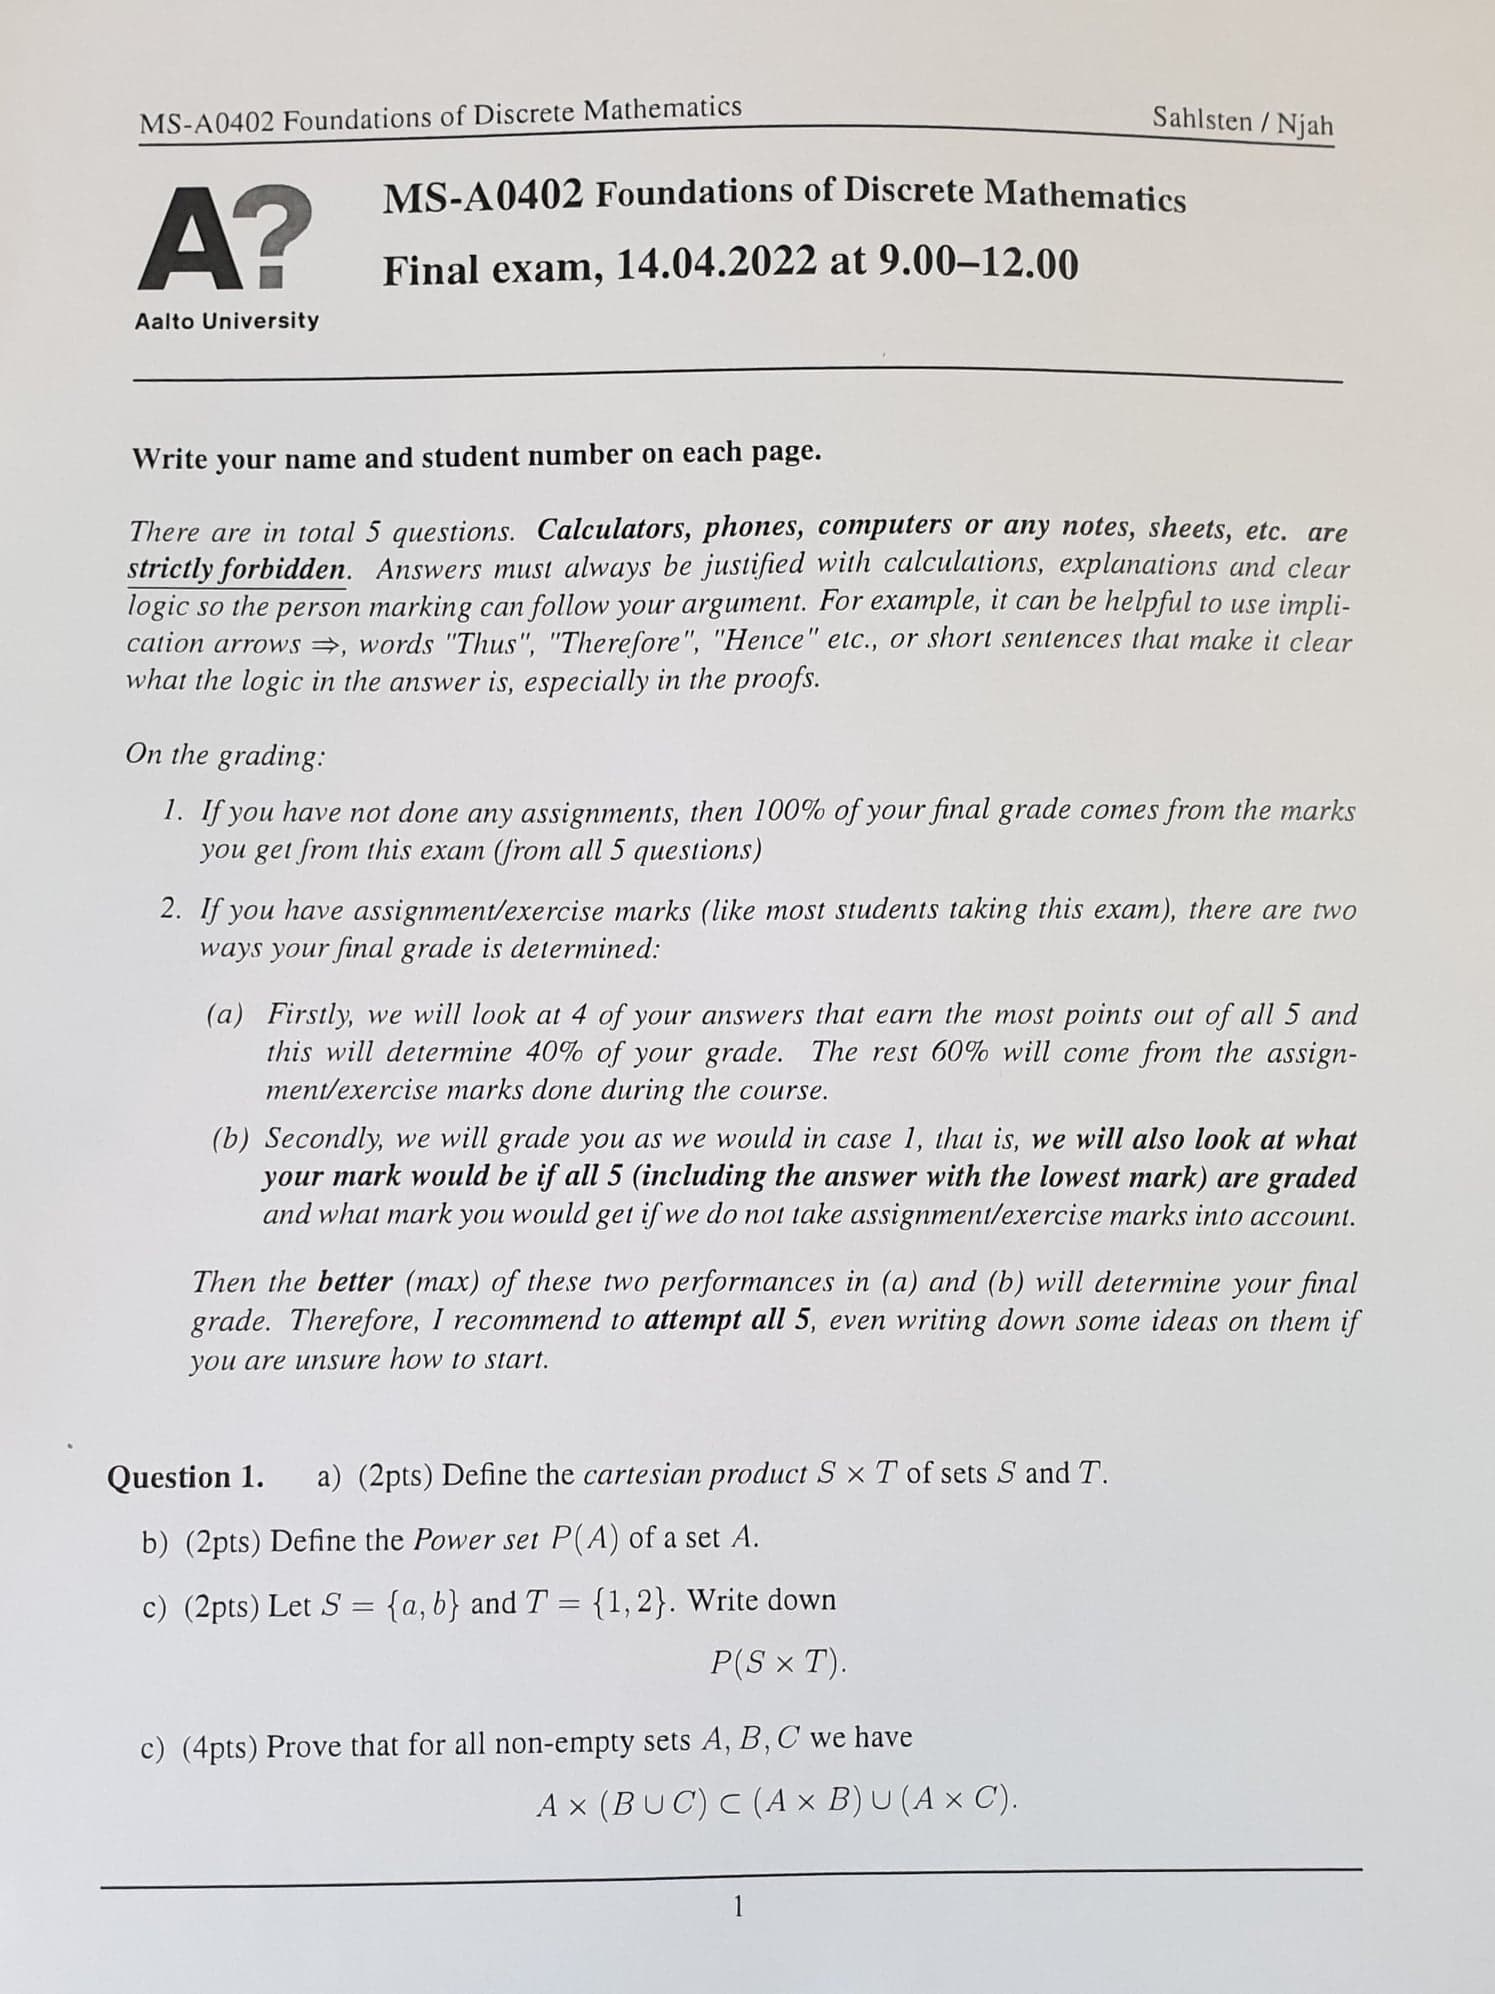 MS-A0402 Foundations of Discrete Mathematics
Sahlsten / Njah
A?
Aalto University
MS-A0402 Foundations of Discrete Mathematics
Final exam, 14.04.2022 at 9.00–12.00
Write your name and student number on each page.
There are in total 5 questions. Calculators, phones, computers or any notes, sheets, etc. are
strictly forbidden. Answers must always be justified with calculations, explanations and clear
logic so the person marking can follow your argument. For example, it can be helpful to use impli-
cation arrows ⇒, words "Thus", "Therefore", "Hence" etc., or short sentences that make it clear
what the logic in the answer is, especially in the proofs.
On the grading:
1. If you have not done any assignments, then 100% of your final grade comes from the marks
you get from this exam (from all 5 questions)
2. If you have assignment/exercise marks (like most students taking this exam), there are two
ways your final grade is determined:
(a) Firstly, we will look at 4 of your answers that earn the most points out of all 5 and
this will determine 40% of your grade. The rest 60% will come from the assign-
ment/exercise marks done during the course.
(b) Secondly, we will grade you as we would in case 1, that is, we will also look at what
your mark would be if all 5 (including the answer with the lowest mark) are graded
and what mark you would get if we do not take assignment/exercise marks into account.
Then the better (max) of these two performances in (a) and (b) will determine your final
grade. Therefore, I recommend to attempt all 5, even writing down some ideas on them if
you are unsure how to start.
Question 1. a) (2pts) Define the cartesian product S × T of sets S and T.
b) (2pts) Define the Power set P(A) of a set A.
c) (2pts) Let S = {a, b} and T = {1, 2}. Write down
P(S × T).
c) (4pts) Prove that for all non-empty sets A, B, C we have
A × (B ∪ C) ⊂ (A × B) ∪ (A × C).
1